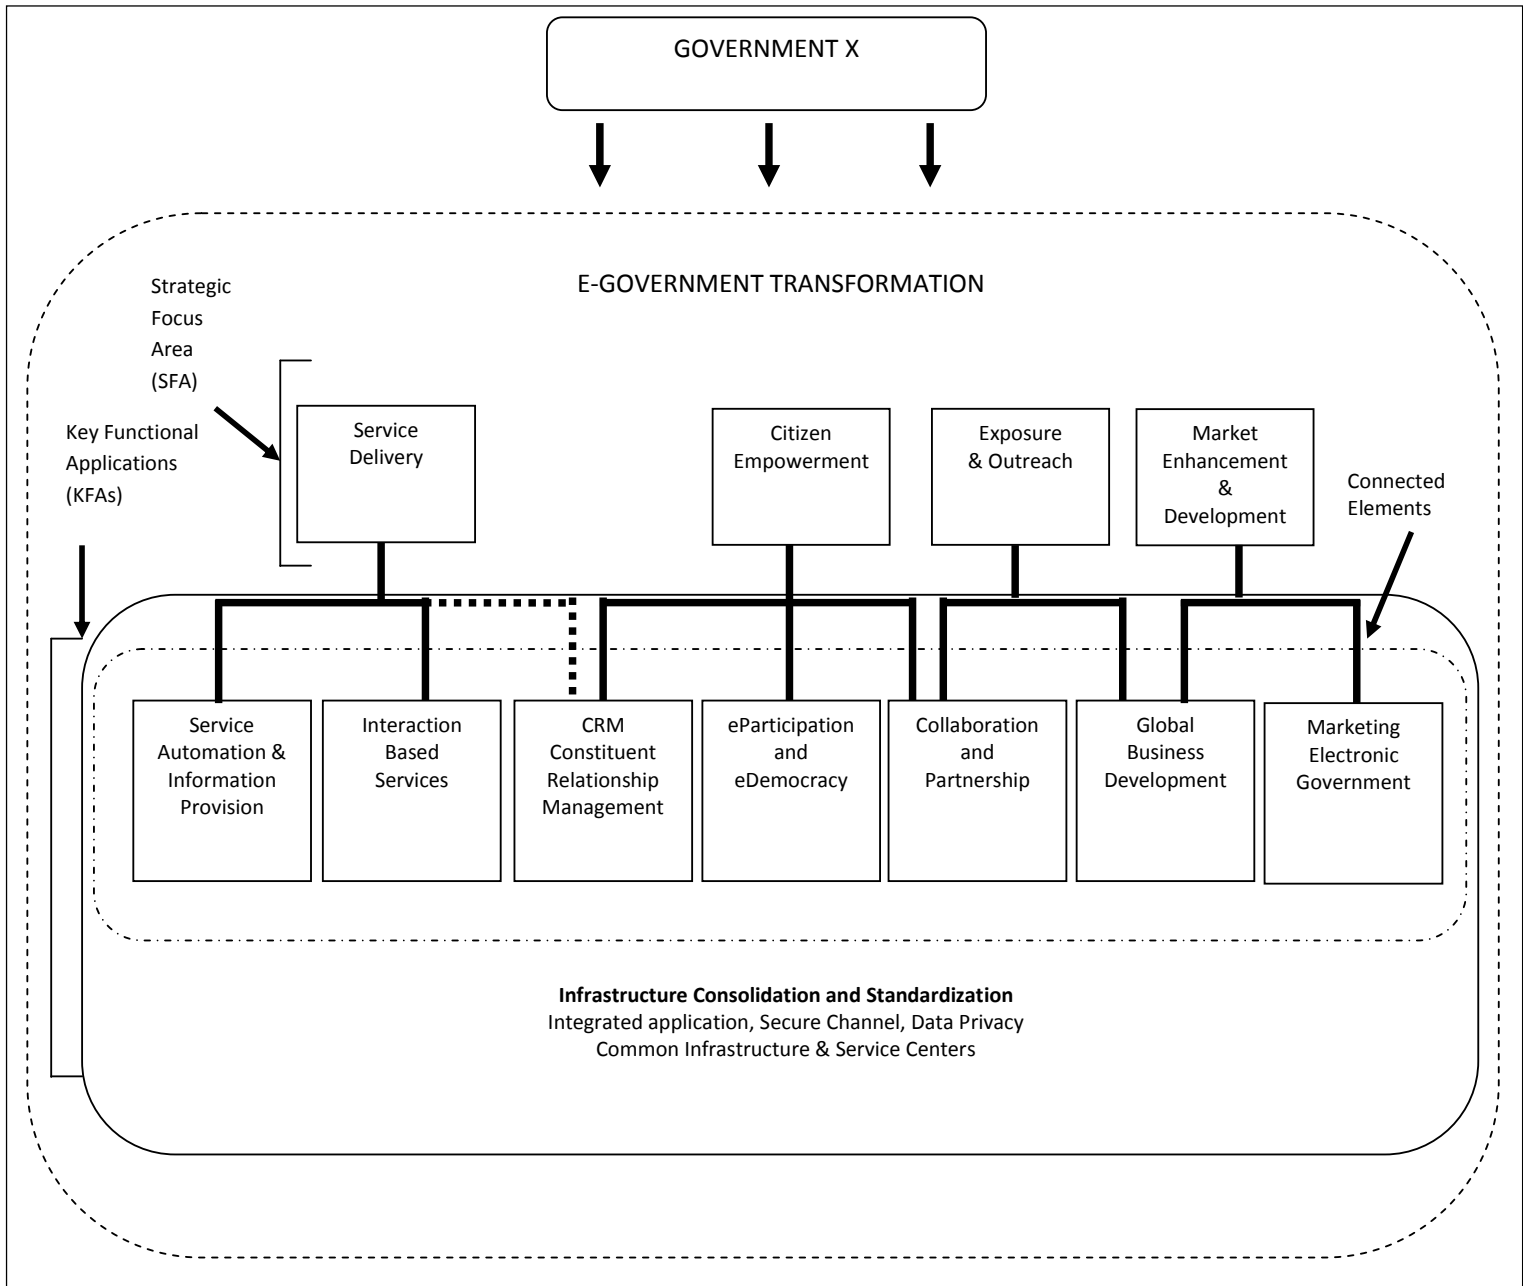 GOVERNMENT X
E-GOVERNMENT TRANSFORMATION
Strategic
Focus
Area
(SFA)
Key Functional
Applications
(KFAs)
Service
Delivery
Citizen
Empowerment
Exposure
& Outreach
Market
Enhancement
&
Development
Connected
Elements
Service
Automation &
Information
Provision
Interaction
Based
Services
CRM
Constituent
Relationship
Management
eParticipation
and
eDemocracy
Collaboration
and
Partnership
Global
Business
Development
Marketing
Electronic
Government
Infrastructure Consolidation and Standardization
Integrated application, Secure Channel, Data Privacy
Common Infrastructure & Service Centers